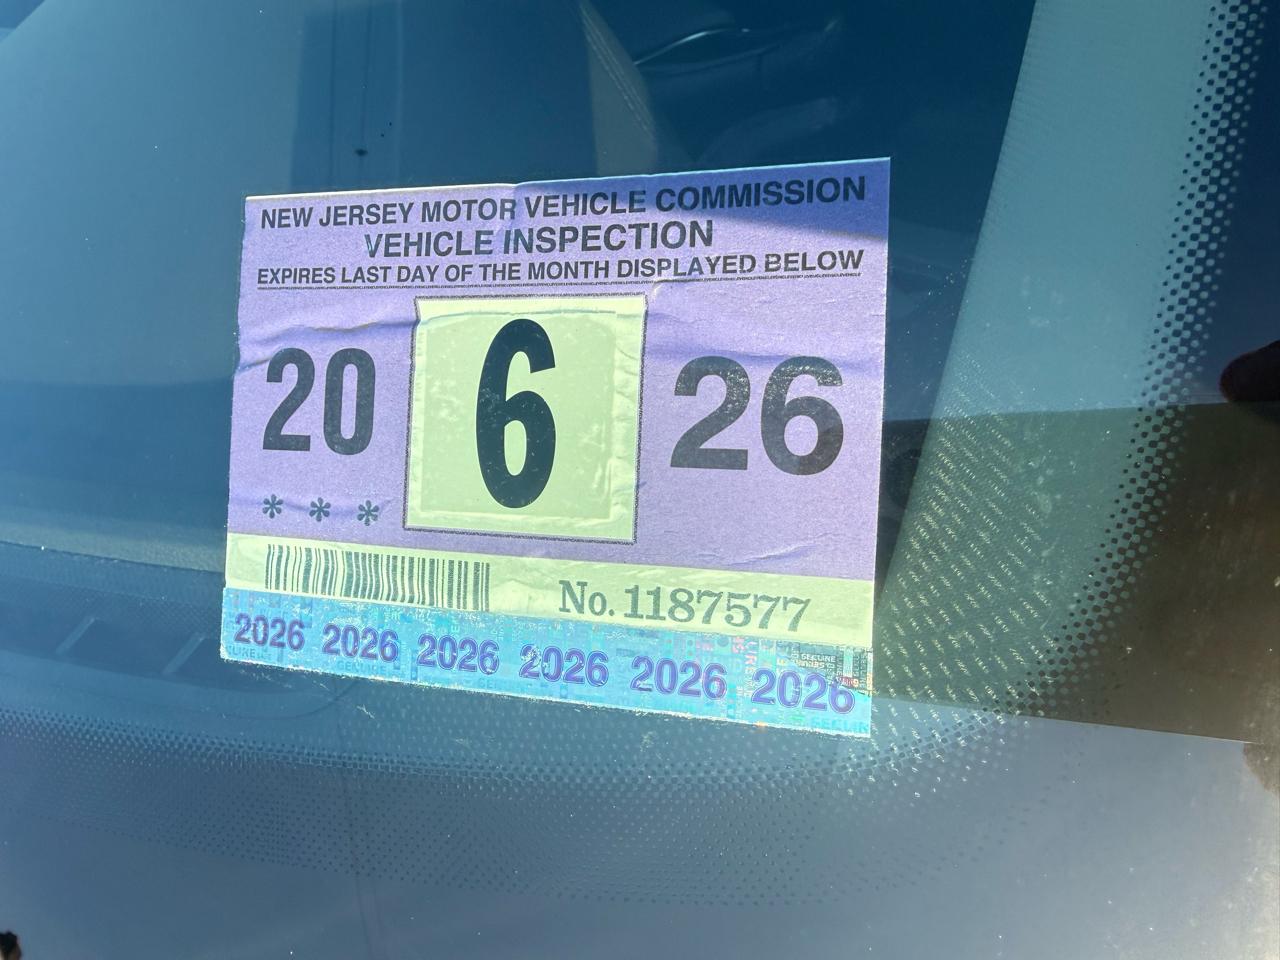 NEW JERSEY MOTOR VEHICLE COMMISSION
VEHICLE INSPECTION
EXPIRES LAST DAY OF THE MONTH DISPLAYED BELOW
20 6 26
* * *
No. 1187577
2026 2026 2026 2026 2026 2026